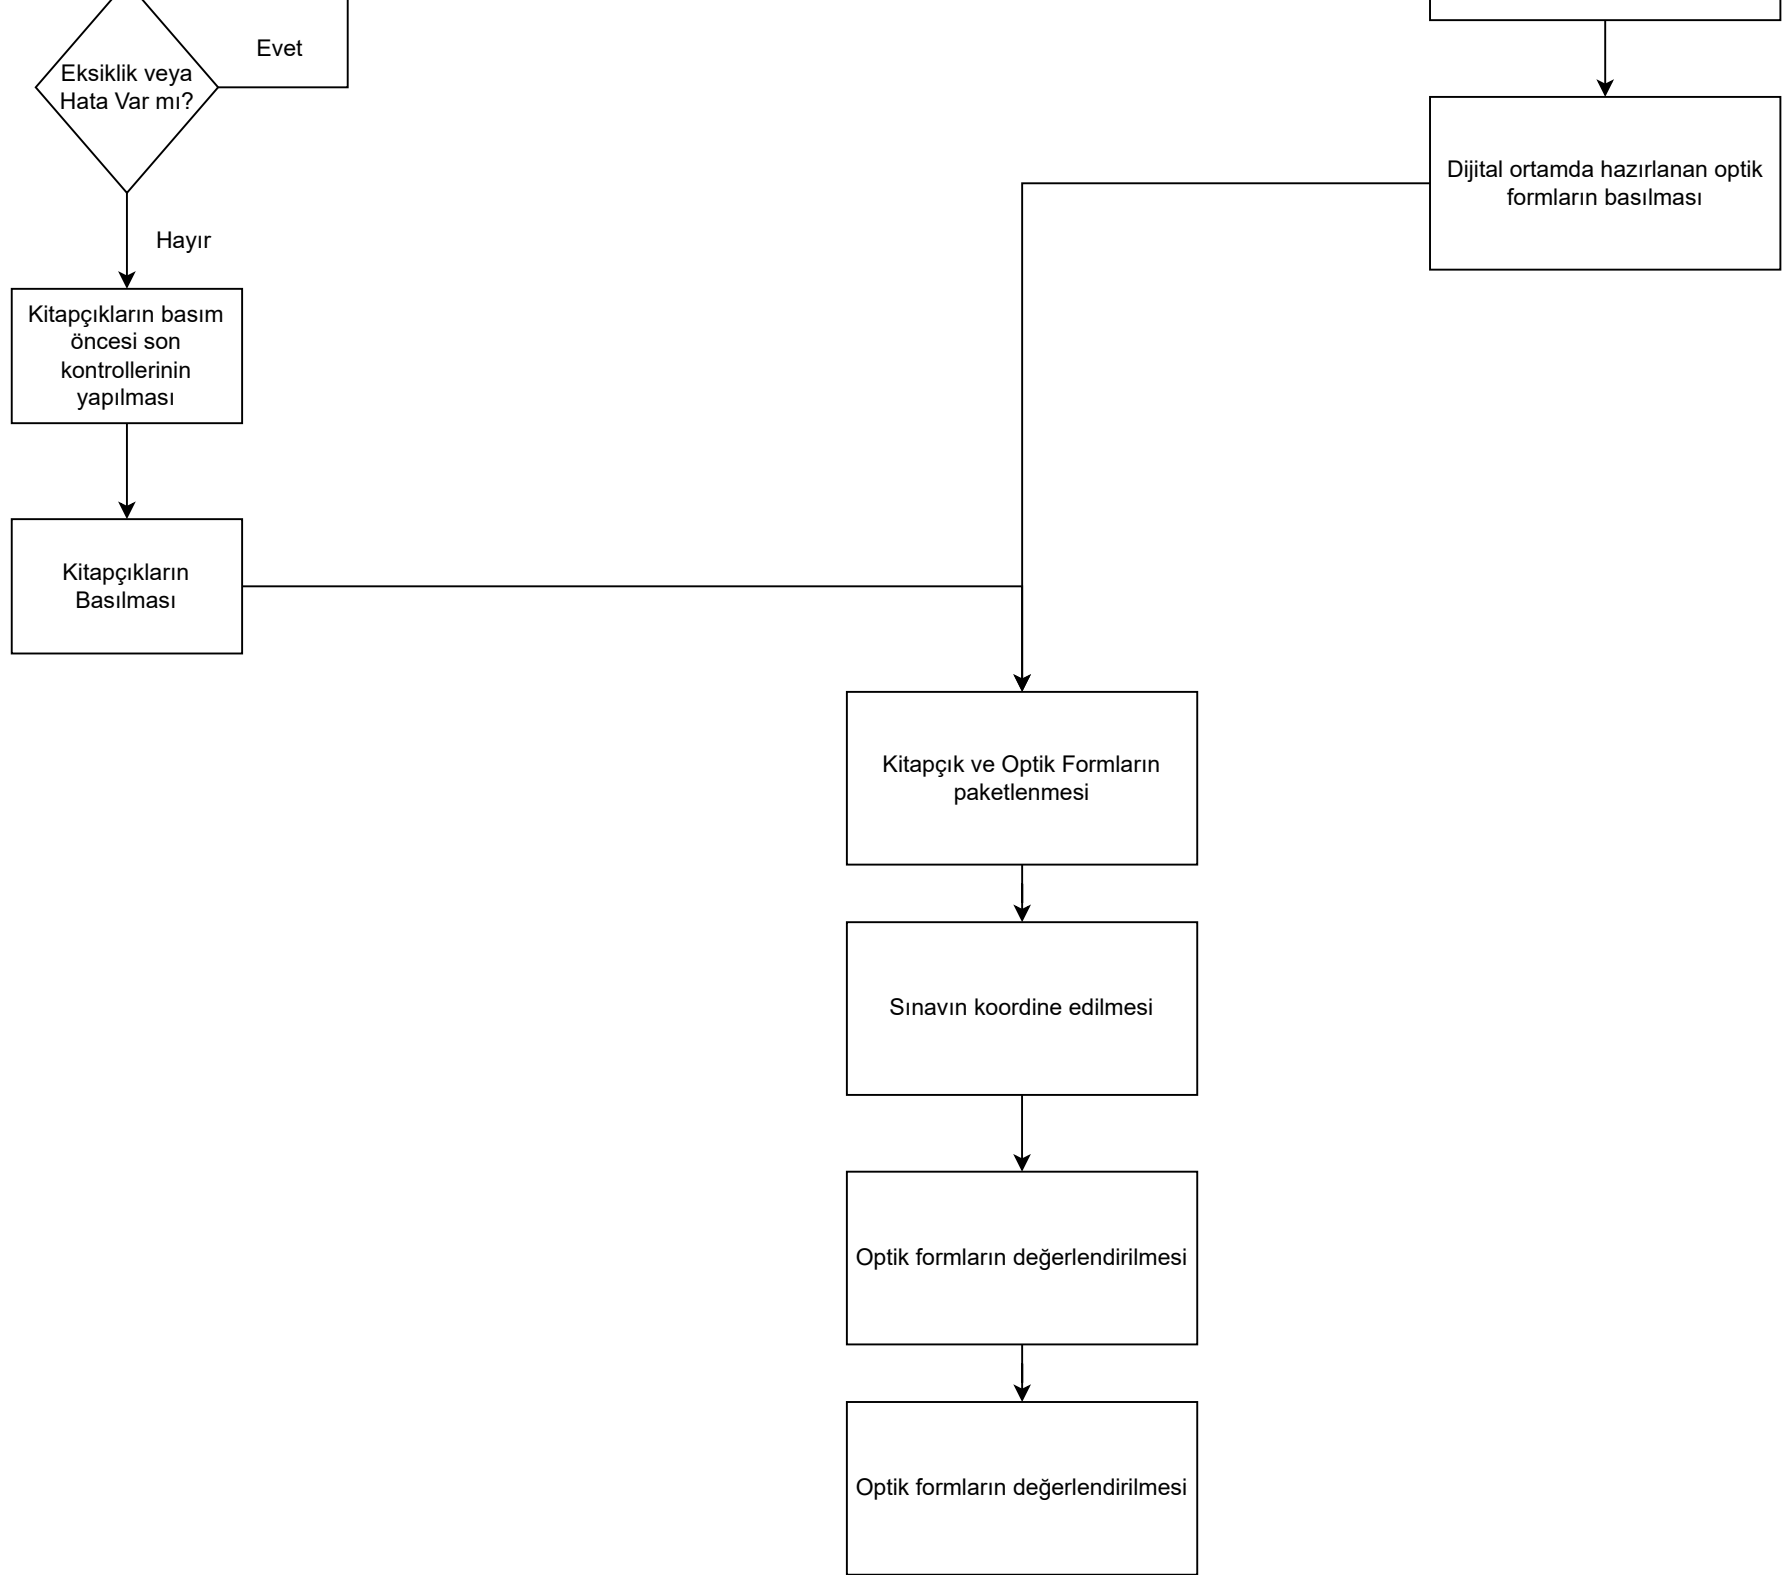 Evet
Eksiklik veya
Hata Var mı?
Dijital ortamda hazırlanan optik
formların basılması
Hayır
Kitapçıkların basım
öncesi son
kontrollerinin
yapılması
Kitapçıkların
Basılması
Kitapçık ve Optik Formların
paketlenmesi
Sınavın koordine edilmesi
Optik formların değerlendirilmesi
Optik formların değerlendirilmesi